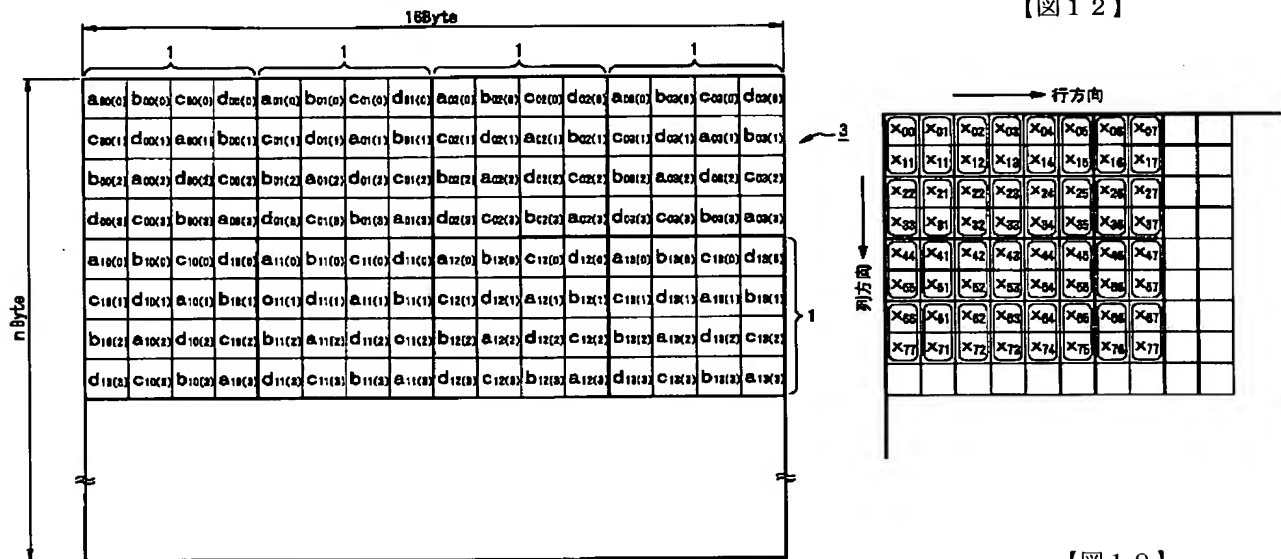 16Byte
【図12】
1 1 1 1
a00(0) b00(0) c00(0) d00(0) a01(0) b01(0) c01(0) d01(0) a02(0) b02(0) c02(0) d02(0) a03(0) b03(0) c03(0) d03(0)
c00(1) d00(1) a00(1) b00(1) c01(1) d01(1) a01(1) b01(1) c02(1) d02(1) a02(1) b02(1) c03(1) d03(1) a03(1) b03(1)
b00(2) a00(2) d00(2) c00(2) b01(2) a01(2) d01(2) c01(2) b02(2) a02(2) d02(2) c02(2) b03(2) a03(2) d03(2) c03(2)
d00(3) c00(3) b00(3) a00(3) d01(3) c01(3) b01(3) a01(3) d02(3) c02(3) b02(3) a02(3) d03(3) c03(3) b03(3) a03(3)
a10(0) b10(0) c10(0) d10(0) a11(0) b11(0) c11(0) d11(0) a12(0) b12(0) c12(0) d12(0) a13(0) b13(0) c13(0) d13(0)
c10(1) d10(1) a10(1) b10(1) c11(1) d11(1) a11(1) b11(1) c12(1) d12(1) a12(1) b12(1) c13(1) d13(1) a13(1) b13(1)
b10(2) a10(2) d10(2) c10(2) b11(2) a11(2) d11(2) c11(2) b12(2) a12(2) d12(2) c12(2) b13(2) a13(2) d13(2) c13(2)
d10(3) c10(3) b10(3) a10(3) d11(3) c11(3) b11(3) a11(3) d12(3) c12(3) b12(3) a12(3) d13(3) c13(3) b13(3) a13(3)
1
3
nByte
行方向
列方向
x00 x01 x02 x03 x04 x05 x06 x07
x11 x11 x12 x13 x14 x15 x16 x17
x22 x21 x22 x23 x24 x25 x26 x27
x33 x31 x32 x33 x34 x35 x36 x37
x44 x41 x42 x43 x44 x45 x46 x47
x55 x51 x52 x53 x54 x55 x56 x57
x66 x61 x62 x63 x64 x65 x66 x67
x77 x71 x72 x73 x74 x75 x76 x77